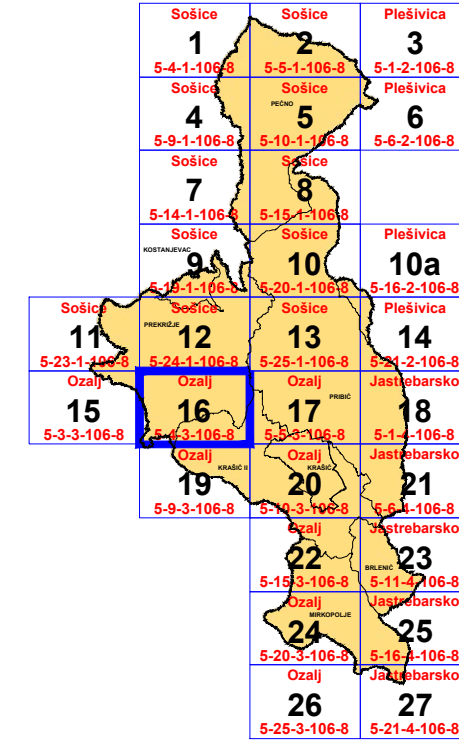 Sošice Sošice Plešivica
1 2 3
5-4-1-106-8 5-5-1-106-8 5-1-2-106-8
Sošice Sošice Plešivica
PEČNO
4 5 6
5-9-1-106-8 5-10-1-106-8 5-6-2-106-8
Sošice Sošice
7 8
5-14-1-106-8 5-15-1-106-8
Sošice Sošice Plešivica
KOSTANJEVAC
9 10 10a
5-19-1-106-8 5-20-1-106-8 5-16-2-106-8
Sošice Sošice Sošice Plešivica
PREKRIŽJE
11 12 13 14
5-23-1-106-8 5-24-1-106-8 5-25-1-106-8 5-21-2-106-8
Ozalj Ozalj Ozalj Jastrebarsko
PRIBIĆ
15 16 17 18
5-3-3-106-8 5-4-3-106-8 5-5-3-106-8 5-1-4-106-8
Ozalj Ozalj Jastrebarsko
KRAŠIĆ II KRAŠIĆ
19 20 21
5-9-3-106-8 5-10-3-106-8 5-6-4-106-8
Ozalj Jastrebarsko
22 23
BRLENIĆ
5-15-3-106-8 5-11-4-106-8
Ozalj Jastrebarsko
MIRKOPOLJE
24 25
5-20-3-106-8 5-16-4-106-8
Ozalj Jastrebarsko
26 27
5-25-3-106-8 5-21-4-106-8